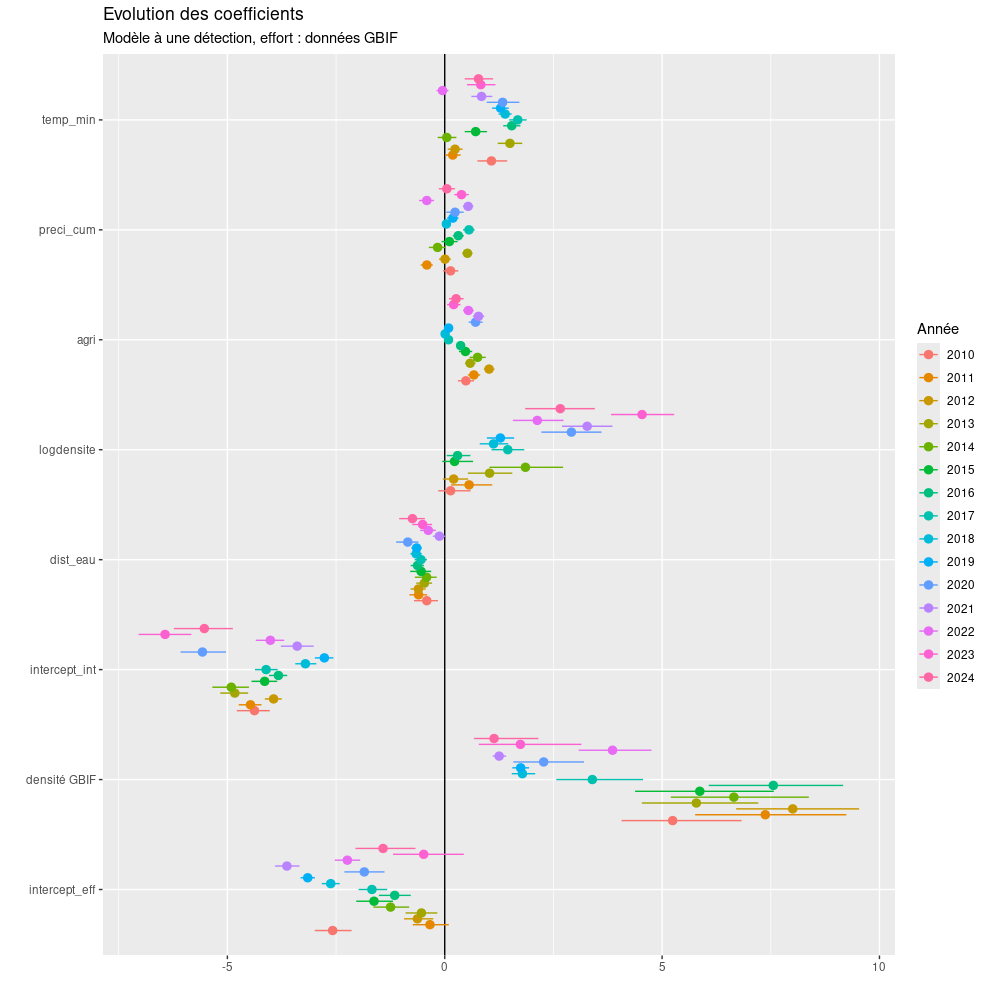 Evolution des coefficients
Modèle à une détection, effort : données GBIF
temp_min
preci_cum
agri
logdensite
dist_eau
intercept_int
densité GBIF
intercept_eff
-5
0
5
10
Année
2010
2011
2012
2013
2014
2015
2016
2017
2018
2019
2020
2021
2022
2023
2024